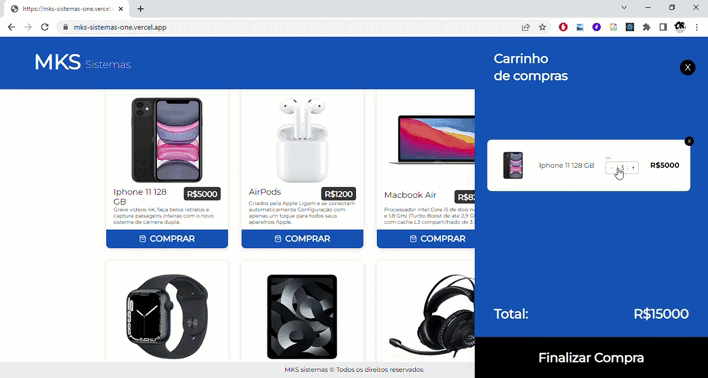 https://mks-sistemas-one.vercel.a
mks-sistemas-one.vercel.app
MKS Sistemas
Carrinho
de compras
X
Iphone 11 128
GB
R$5000
Grave vídeos 4K, faça belos retratos e
capture paisagens inteiras com o novo
sistema de câmera dupla.
COMPRAR
AirPods
R$1200
Criados pela Apple Ligam e se conectam
automaticamente Configuração com
apenas um toque para todos seus
aparelhos Apple.
COMPRAR
Macbook Air
R$82
Processador intel Core i5 de dois n
e 1,8 GHz (Turbo Boost de até 2,9 G
com cache L3 compartilhado de 3
COMPRAR
X
Iphone 11 128 GB
- 3 +
R$5000
Total:
R$15000
Finalizar Compra
MKS sistemas © Todos os direitos reservados